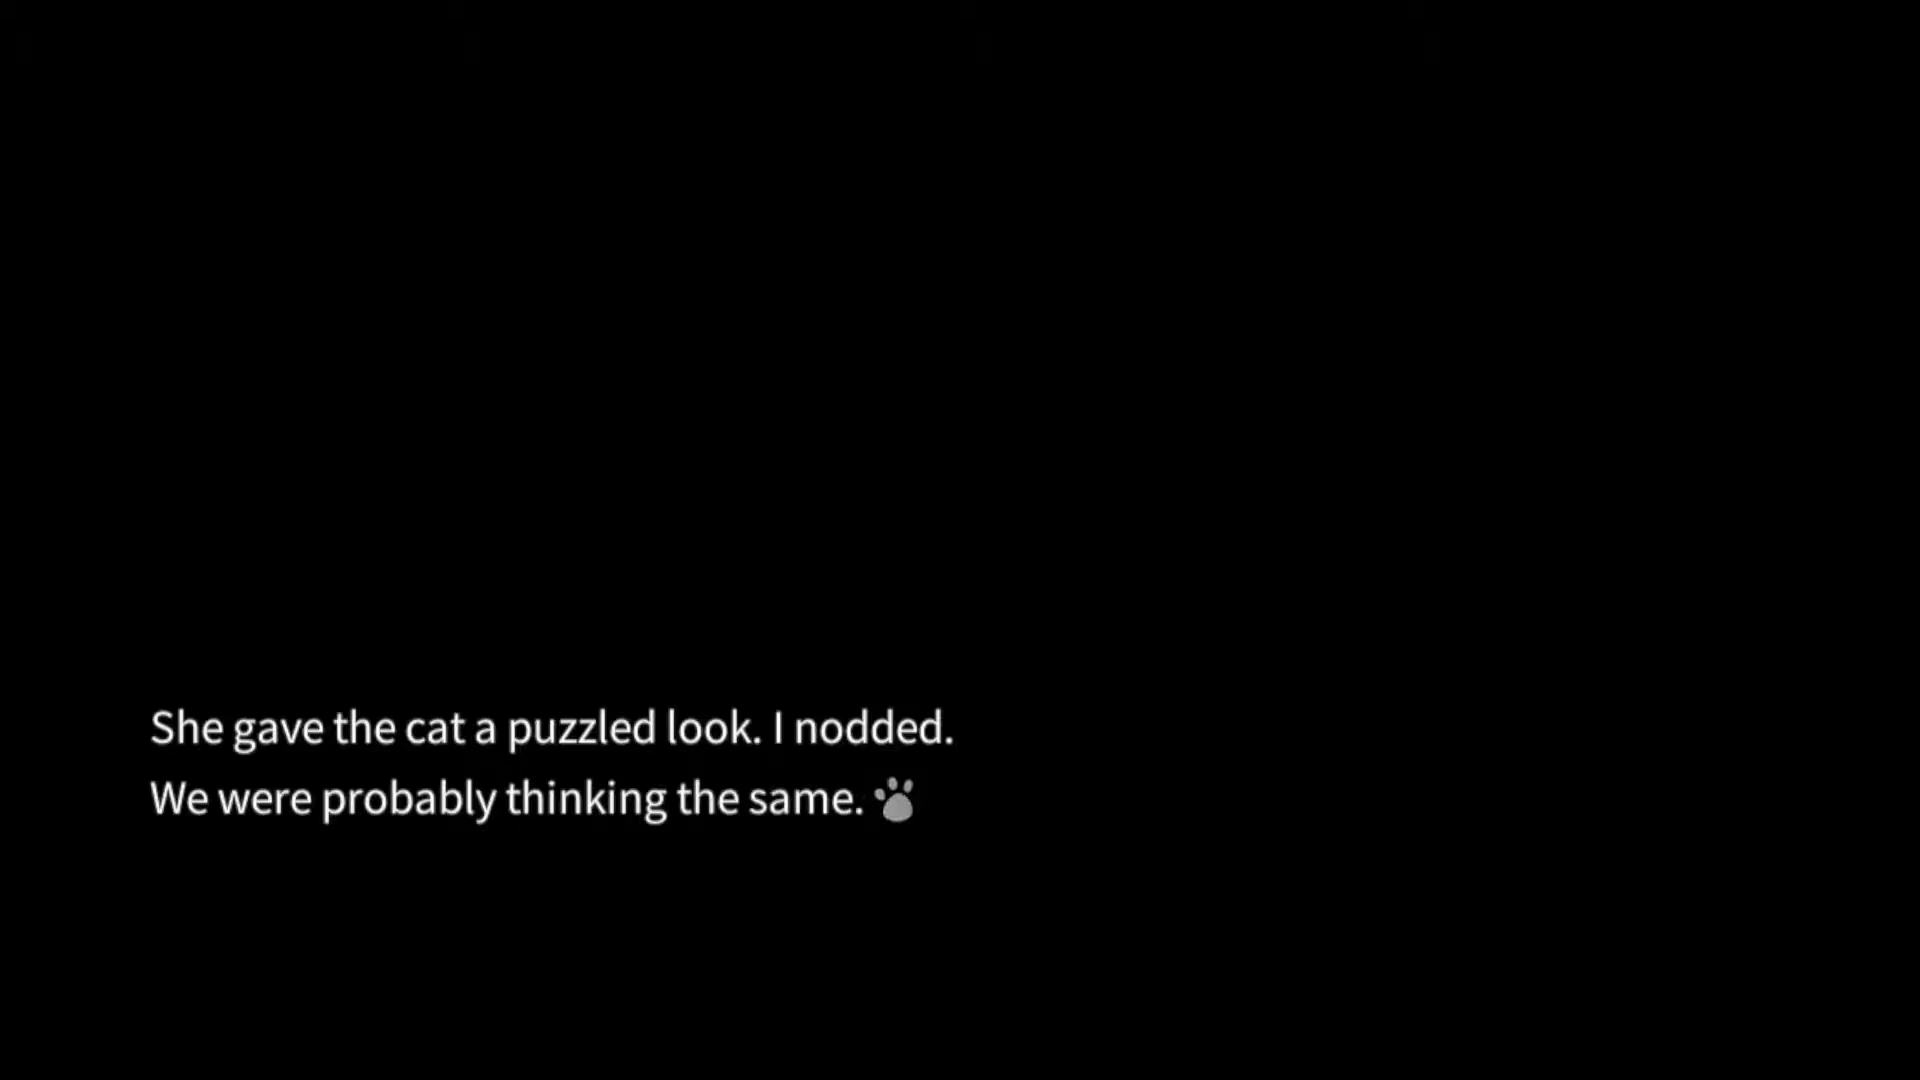 She gave the cat a puzzled look. I nodded.
We were probably thinking the same.